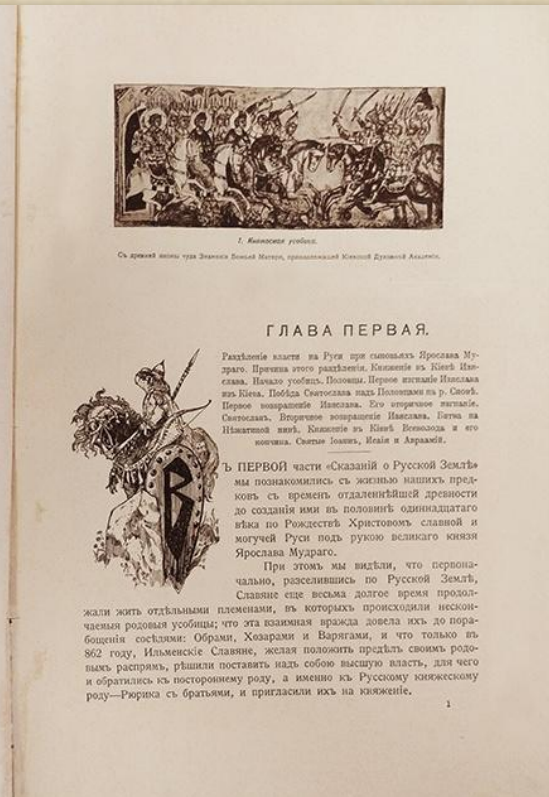 1. Княжеская усобица.
Съ древней иконы чуда Знаменія Божьей Матери, принадлежащей Кіевской Духовной Академіи.
ГЛАВА ПЕРВАЯ.
Раздѣленіе власти на Руси при сыновьяхъ Ярослава Му-
драго. Причина этого раздѣленія. Княженіе въ Кіевѣ Изя-
слава. Начало усобицъ. Половцы. Первое изгнаніе Изяслава
изъ Кіева. Побѣда Святослава надъ Половцами на р. Сновѣ.
Первое возвращеніе Изяслава. Его вторичное изгнаніе.
Святославъ. Вторичное возвращеніе Изяслава. Битва на
Нѣжатиной нивѣ. Княженіе въ Кіевѣ Всеволода и его
кончина. Святые Іоаннъ, Исаія и Авраамій.
ВЪ ПЕРВОЙ части «Сказаній о Русской Землѣ»
мы познакомились съ жизнью нашихъ пред-
ковъ съ временъ отдаленнѣйшей древности
до созданія ими въ половинѣ одиннадцатаго
вѣка по Рождествѣ Христовомъ славной и
могучей Руси подъ рукою великаго князя
Ярослава Мудраго.
При этомъ мы видѣли, что первона-
чально, разселившись по Русской Землѣ,
Славяне еще весьма долгое время продол-
жали жить отдѣльными племенами, въ которыхъ происходили нескон-
чаемыя родовыя усобицы; что эта взаимная вражда довела ихъ до пора-
бощенія сосѣдями: Обрами, Хозарами и Варягами, и что только въ
862 году, Ильменскіе Славяне, желая положить предѣлъ своимъ родо-
вымъ распрямъ, рѣшили поставить надъ собою высшую власть, для чего
и обратились къ постороннему роду, а именно къ Русскому княжескому
роду—Рюрика съ братьями, и пригласили ихъ на княженіе.
1